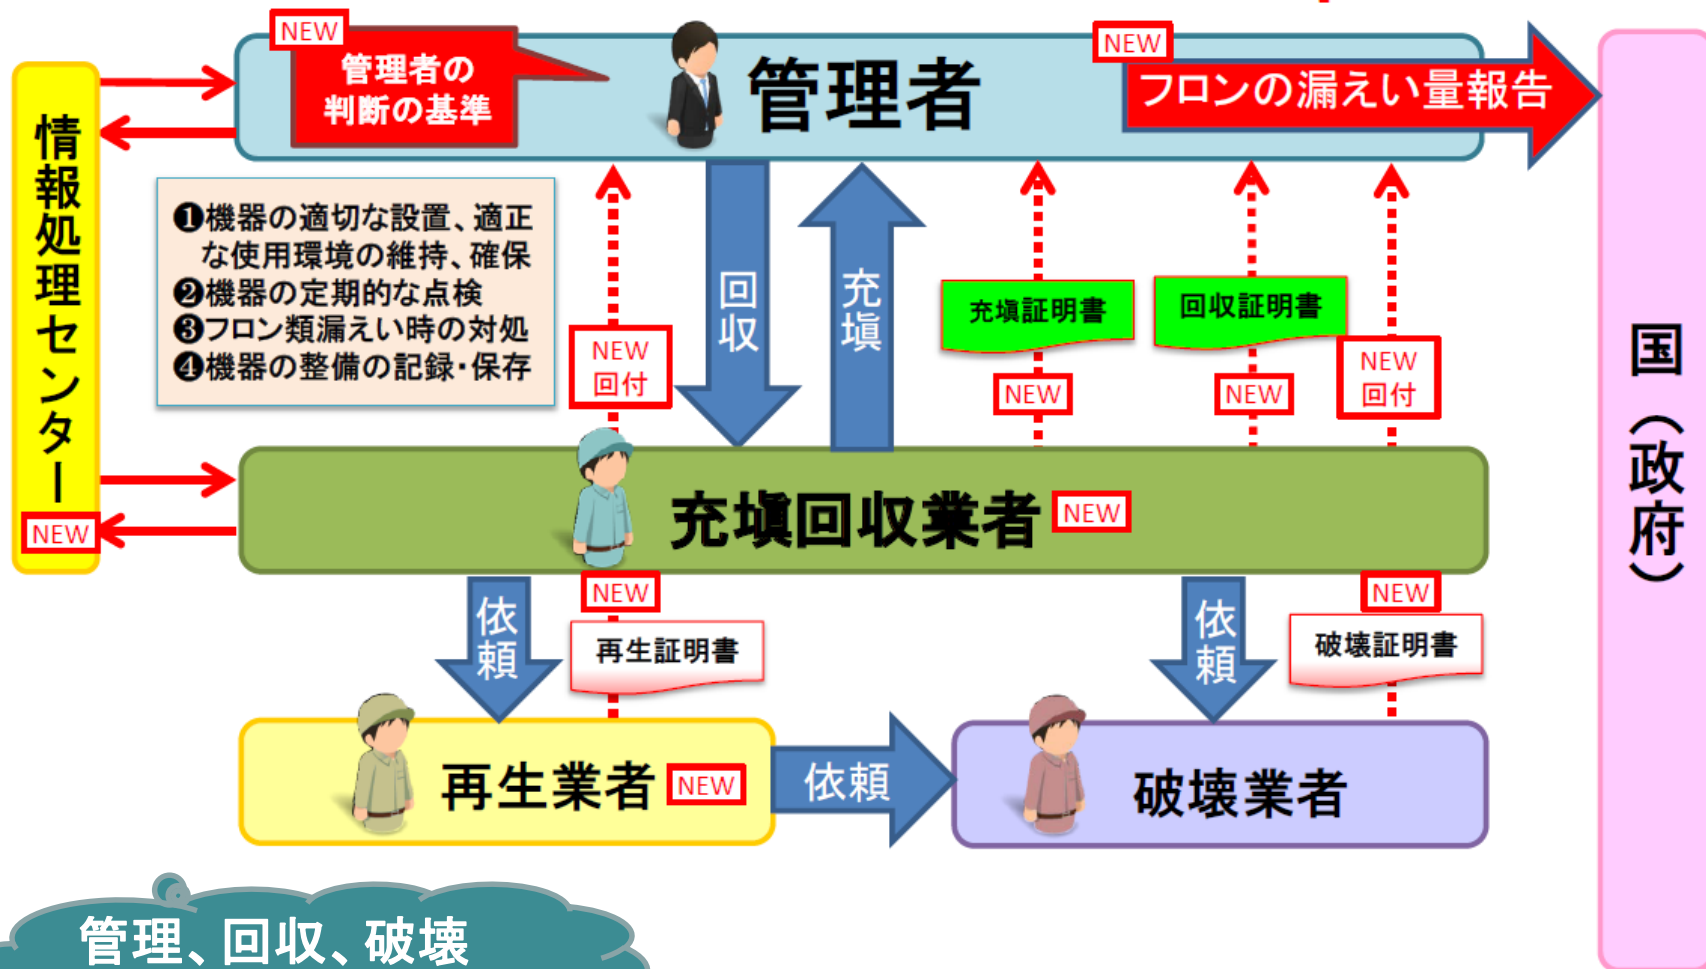 NEW
管理者の
判断の基準
管理者
NEW
フロンの漏えい量報告
情報処理センター
NEW
国（政府）
❶機器の適切な設置、適正
な使用環境の維持、確保
❷機器の定期的な点検
❸フロン類漏えい時の対処
❹機器の整備の記録・保存
NEW
回付
回収
充塡
充塡証明書
NEW
回収証明書
NEW
NEW
回付
充塡回収業者
NEW
依頼
NEW
再生証明書
依頼
NEW
破壊証明書
再生業者
NEW
依頼
破壊業者
管理、回収、破壊